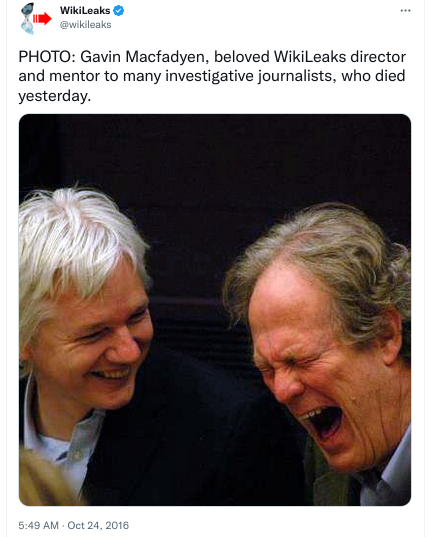 WikiLeaks
@wikileaks
PHOTO: Gavin Macfadyen, beloved WikiLeaks director
and mentor to many investigative journalists, who died
yesterday.
5:49 AM · Oct 24, 2016